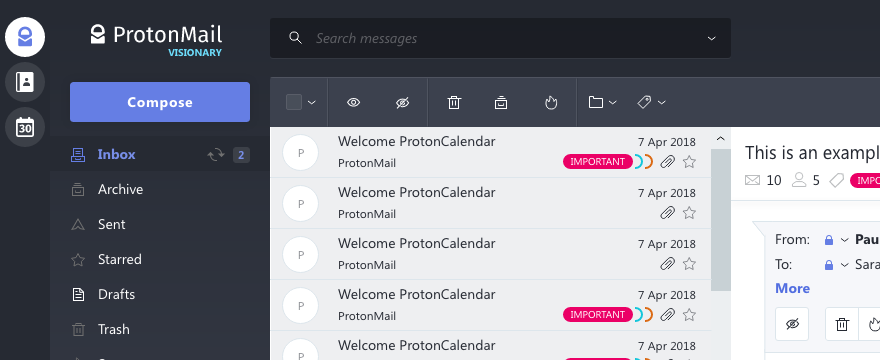 ProtonMail
VISIONARY
Search messages
30
Compose
Inbox 2
Archive
Sent
Starred
Drafts
Trash
P Welcome ProtonCalendar 7 Apr 2018
ProtonMail IMPORTANT
P Welcome ProtonCalendar 7 Apr 2018
ProtonMail
P Welcome ProtonCalendar 7 Apr 2018
ProtonMail
P Welcome ProtonCalendar 7 Apr 2018
ProtonMail IMPORTANT
P Welcome ProtonCalendar 7 Apr 2018
This is an exampl
10 5 IMPO
From: Pau
To: Sara
More